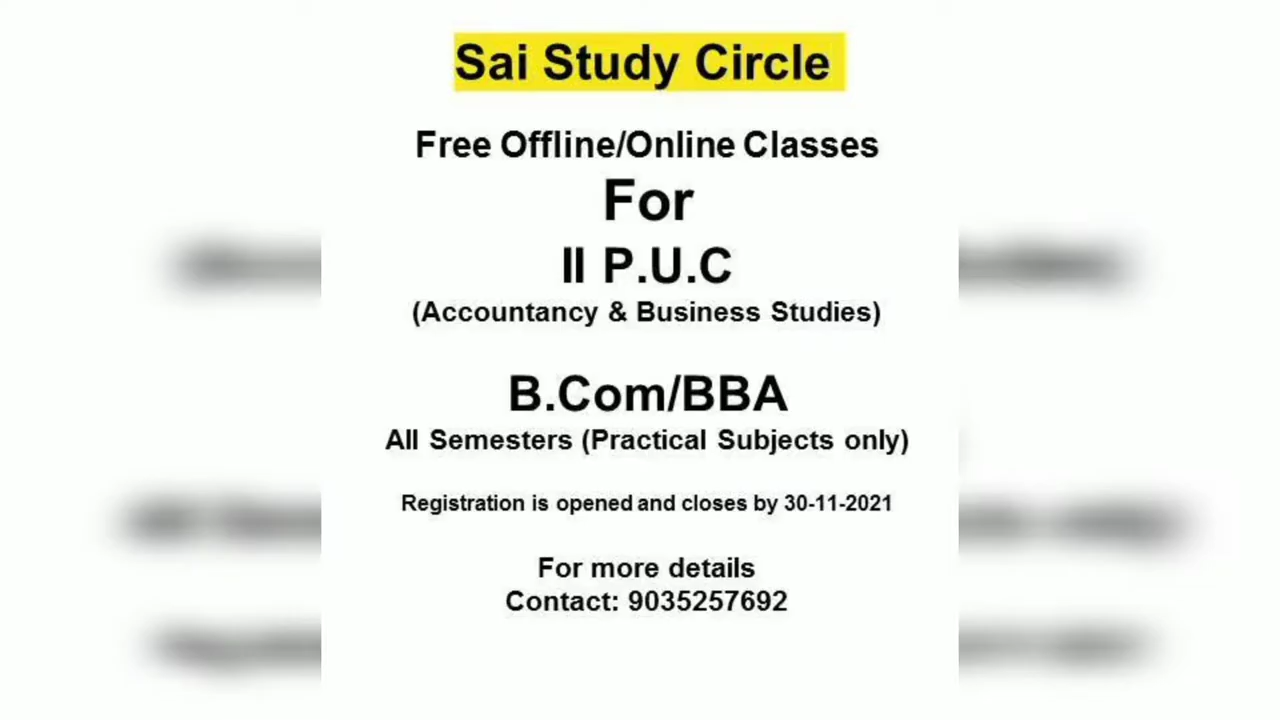 Sai Study Circle
Free Offline/Online Classes
For
II P.U.C
(Accountancy & Business Studies)
B.Com/BBA
All Semesters (Practical Subjects only)
Registration is opened and closes by 30-11-2021
For more details
Contact: 9035257692